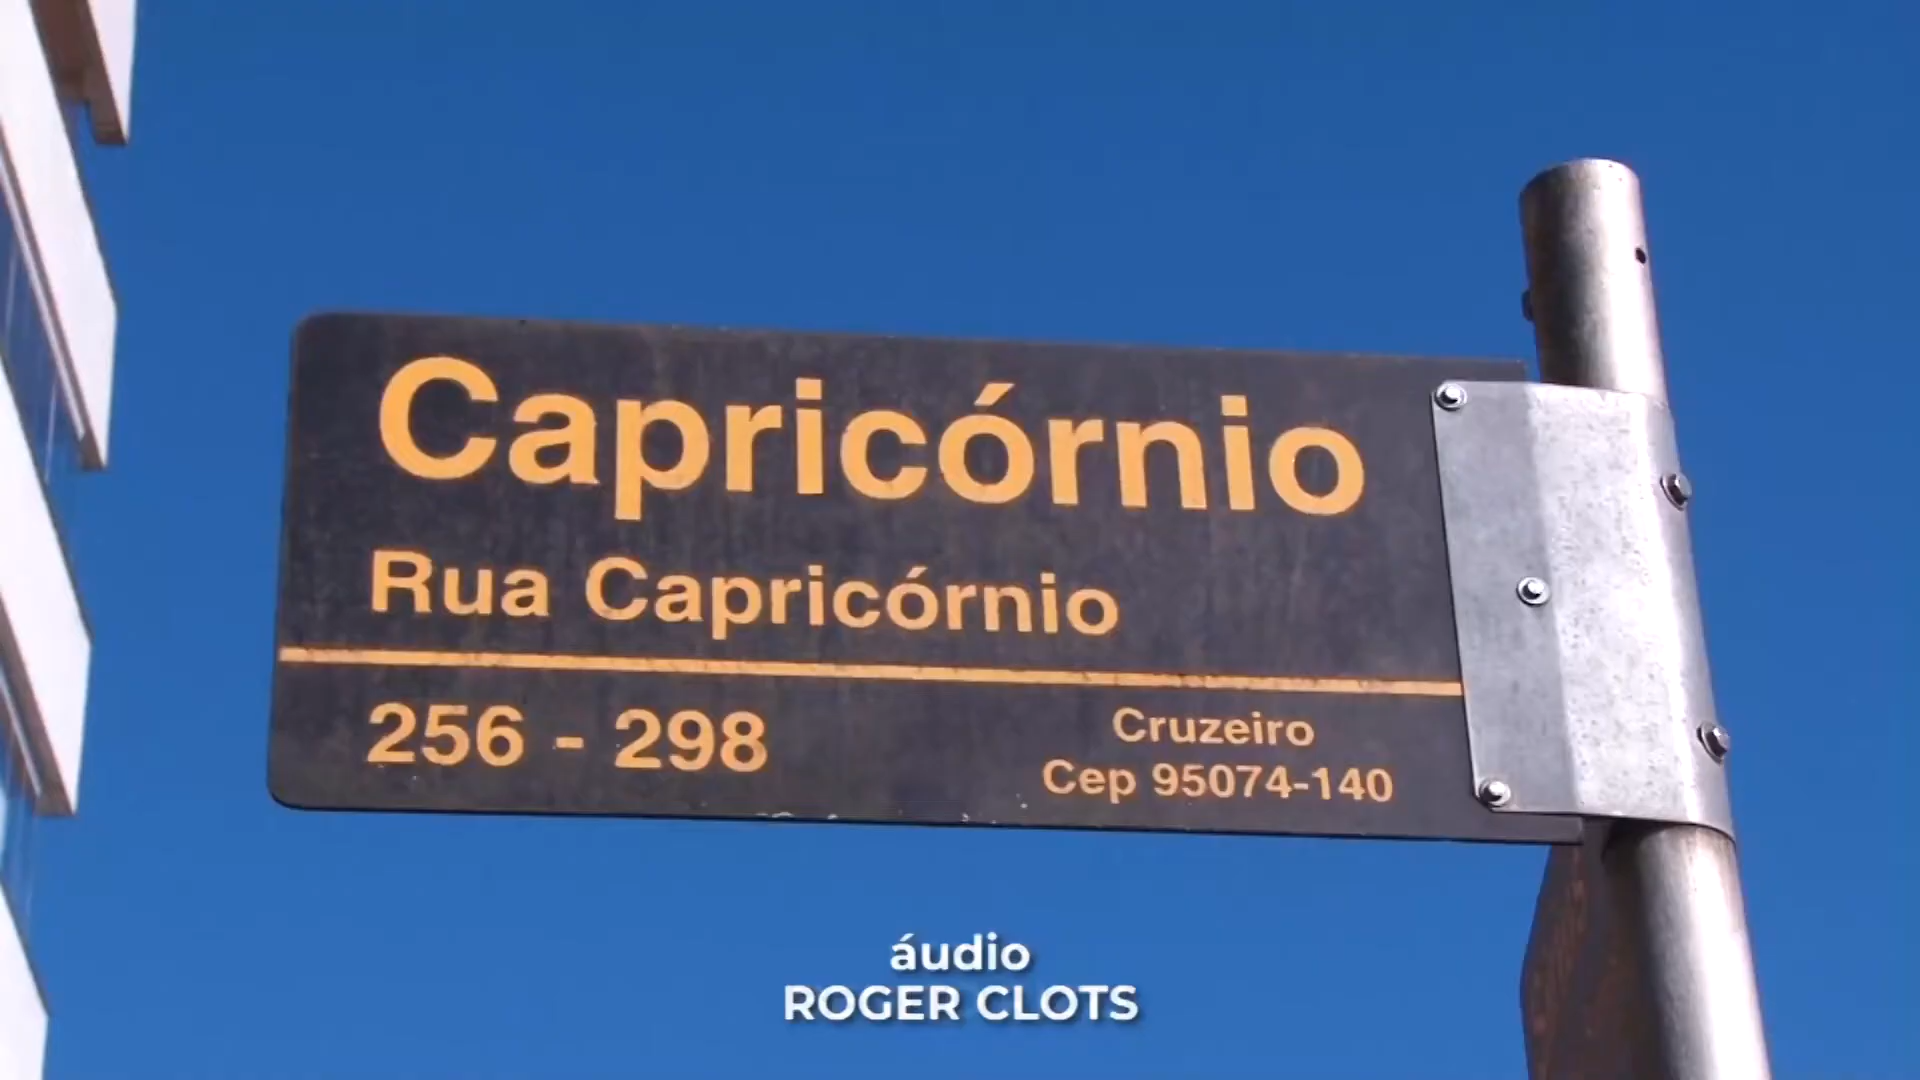 Capricórnio
Rua Capricórnio
256 - 298
Cruzeiro
Cep 95074-140
áudio
ROGER CLOTS